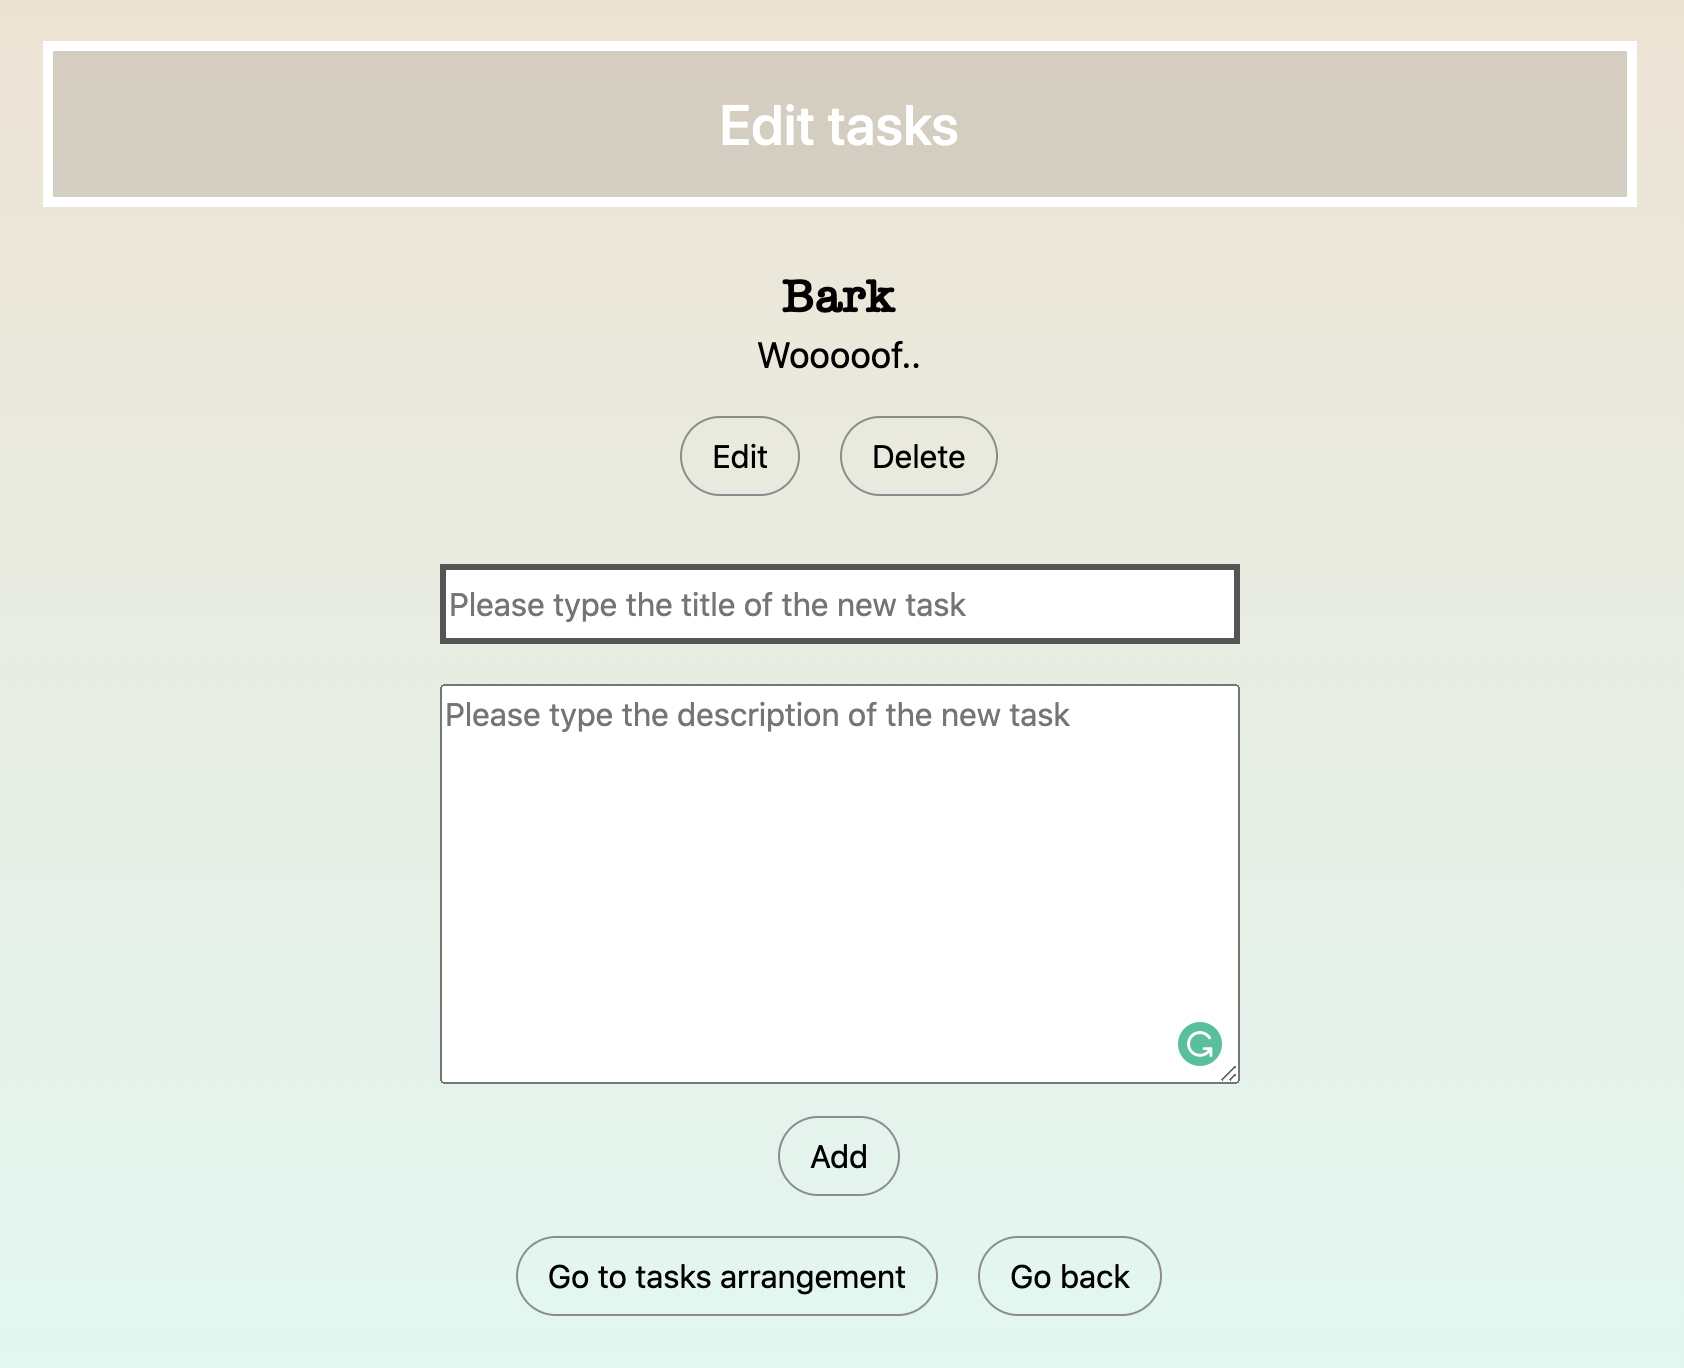 Edit tasks
Bark
Wooooof..
Edit Delete
Please type the title of the new task
Please type the description of the new task
Add
Go to tasks arrangement Go back